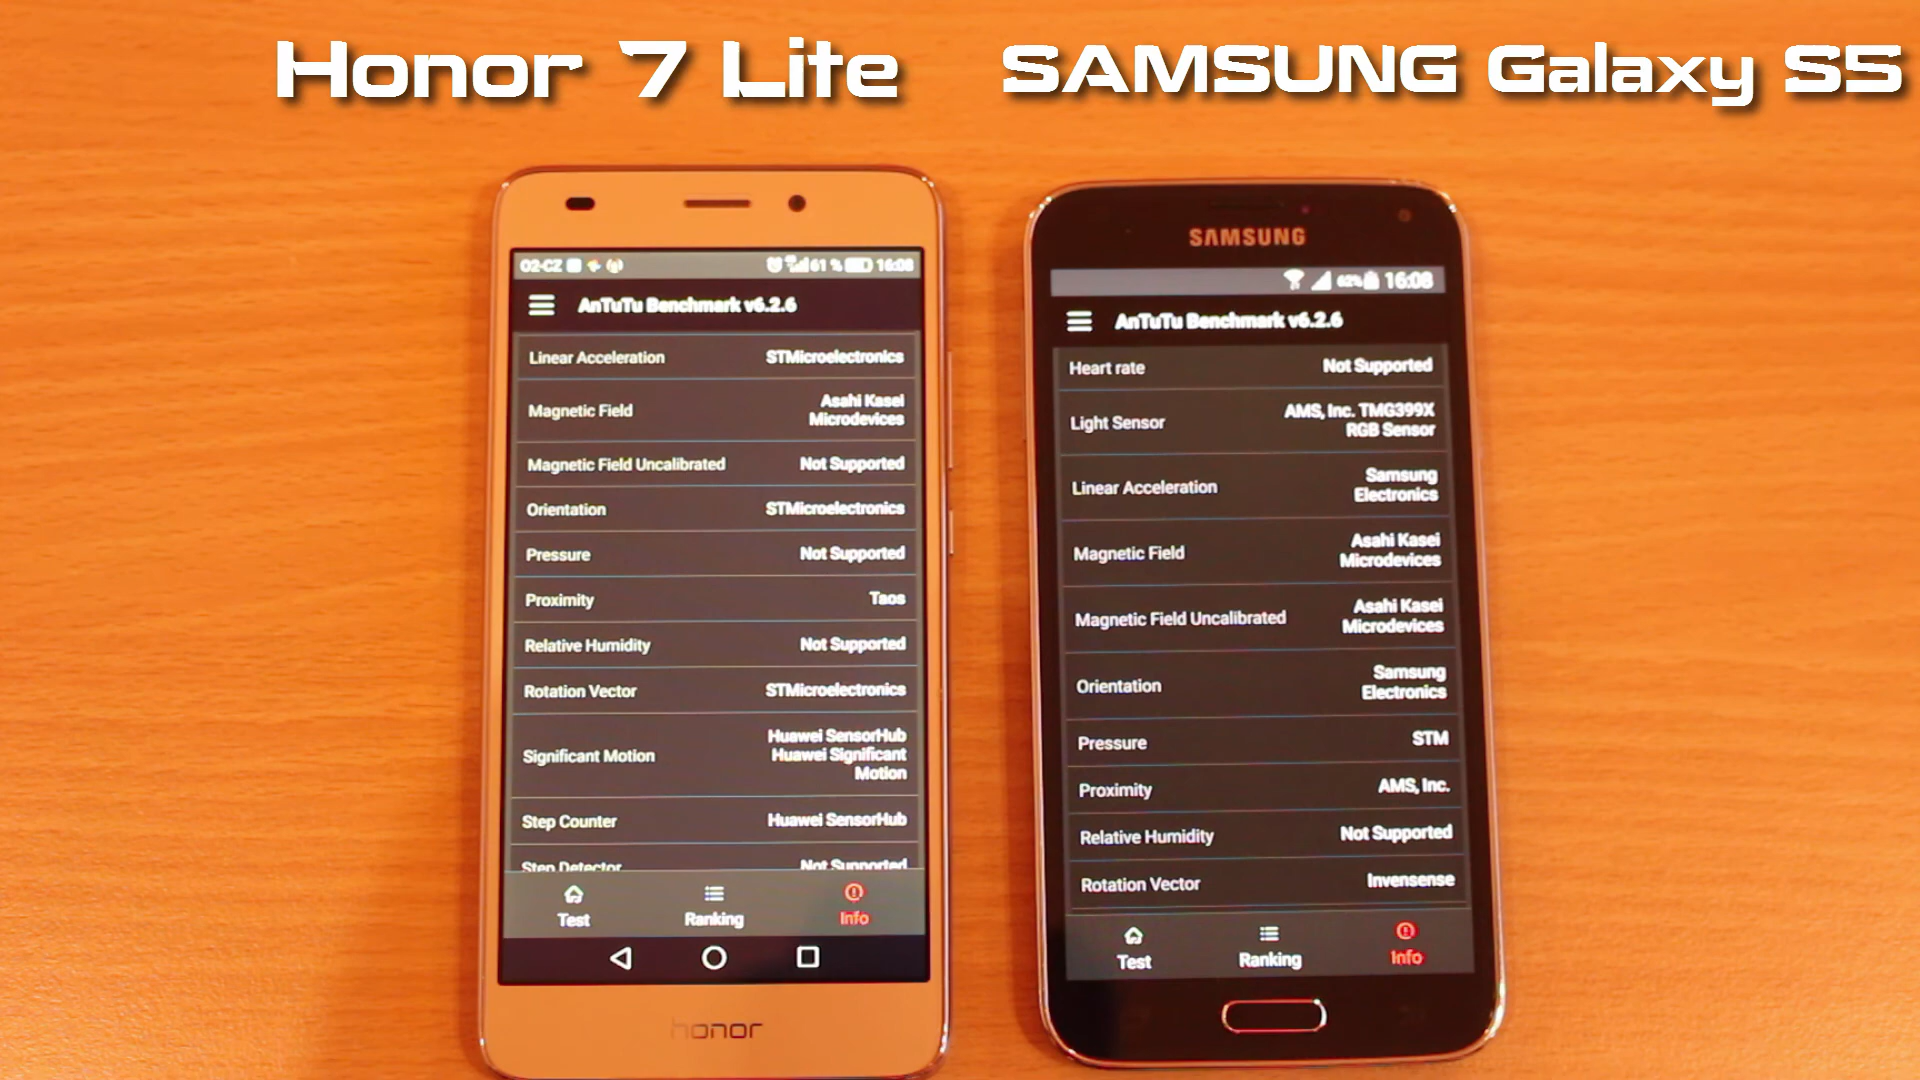 Honor 7 Lite SAMSUNG Galaxy S5
O2-CZ 61 % 16:08
AnTuTu Benchmark v6.2.6
Linear Acceleration STMicroelectronics
Magnetic Field Asahi Kasei
Microdevices
Magnetic Field Uncalibrated Not Supported
Orientation STMicroelectronics
Pressure Not Supported
Proximity Taos
Relative Humidity Not Supported
Rotation Vector STMicroelectronics
Significant Motion Huawei SensorHub
Huawei Significant
Motion
Step Counter Huawei SensorHub
Step Detector Not Supported
Test Ranking Info
honor
SAMSUNG
62% 16:08
AnTuTu Benchmark v6.2.6
Heart rate Not Supported
Light Sensor AMS, Inc. TMG399X
RGB Sensor
Linear Acceleration Samsung
Electronics
Magnetic Field Asahi Kasei
Microdevices
Magnetic Field Uncalibrated Asahi Kasei
Microdevices
Orientation Samsung
Electronics
Pressure STM
Proximity AMS, Inc.
Relative Humidity Not Supported
Rotation Vector Invensense
Test Ranking Info